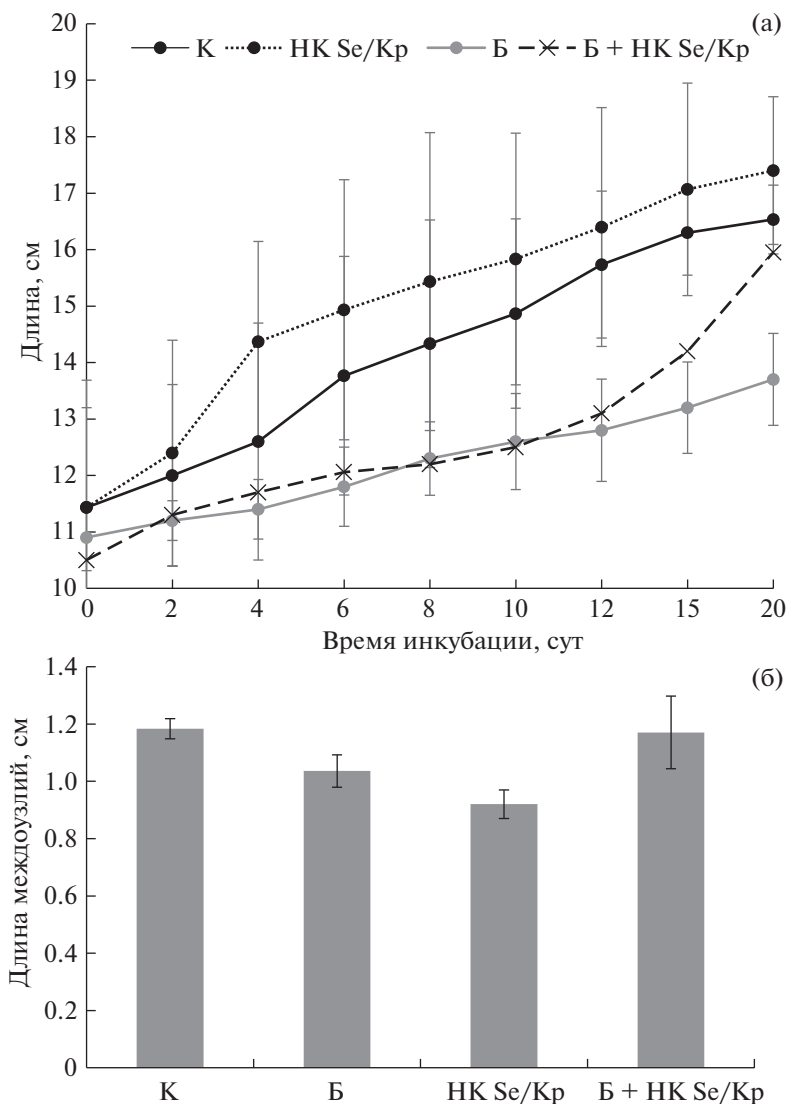 (а)
20
К НК Se/Кр Б Б + НК Se/Кр
19
18
17
16
15
14
13
12
11
10
Длина, см
0 2 4 6 8 10 12 15 20
Время инкубации, сут
(б)
1.4
1.2
1.0
0.8
0.6
0.4
0.2
0
Длина междоузлий, см
К Б НК Se/Кр Б + НК Se/Кр